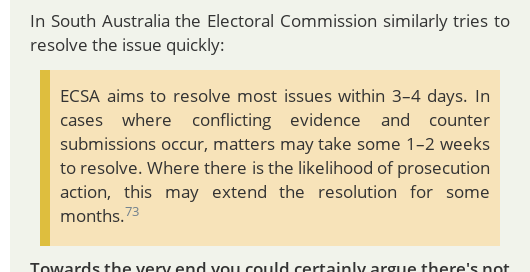 In South Australia the Electoral Commission similarly tries to
resolve the issue quickly:
ECSA aims to resolve most issues within 3–4 days. In
cases where conflicting evidence and counter
submissions occur, matters may take some 1–2 weeks
to resolve. Where there is the likelihood of prosecution
action, this may extend the resolution for some
months.73
Towards the very end you could certainly argue there's not